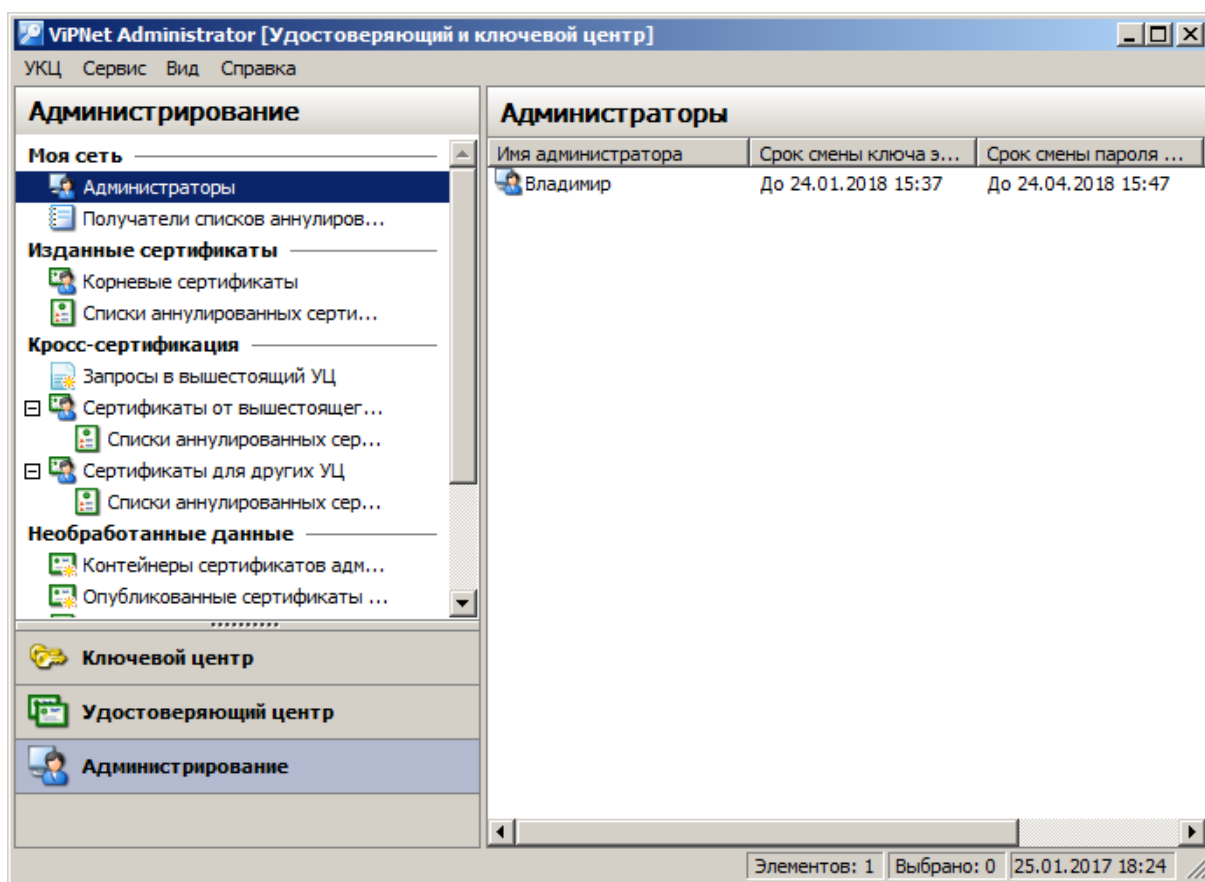 ViPNet Administrator [Удостоверяющий и ключевой центр]
УКЦ Сервис Вид Справка
Администрирование
Моя сеть
Администраторы
Получатели списков аннулиров...
Изданные сертификаты
Корневые сертификаты
Списки аннулированных серти...
Кросс-сертификация
Запросы в вышестоящий УЦ
Сертификаты от вышестоящег...
Списки аннулированных сер...
Сертификаты для других УЦ
Списки аннулированных сер...
Необработанные данные
Контейнеры сертификатов адм...
Опубликованные сертификаты ...
Ключевой центр
Удостоверяющий центр
Администрирование
Администраторы
Имя администратора Срок смены ключа э... Срок смены пароля ...
Владимир До 24.01.2018 15:37 До 24.04.2018 15:47
Элементов: 1 Выбрано: 0 25.01.2017 18:24